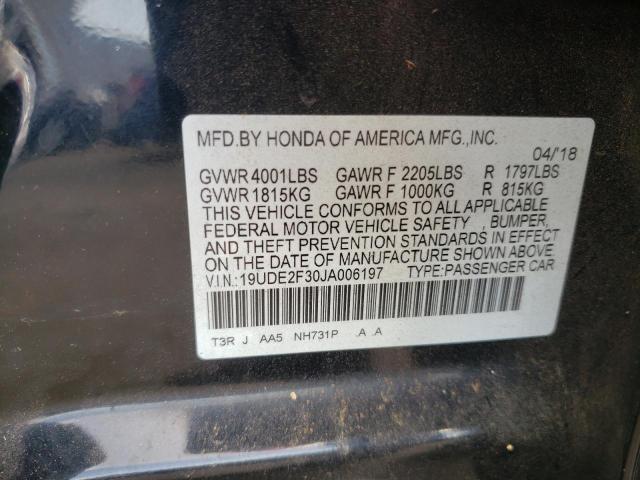 MFD.BY HONDA OF AMERICA MFG.,INC.
04/'18
GVWR 4001LBS GAWR F 2205LBS R 1797LBS
GVWR 1815KG GAWR F 1000KG R 815KG
THIS VEHICLE CONFORMS TO ALL APPLICABLE
FEDERAL MOTOR VEHICLE SAFETY , BUMPER,
AND THEFT PREVENTION STANDARDS IN EFFECT
ON THE DATE OF MANUFACTURE SHOWN ABOVE.
V.I.N.: 19UDE2F30JA006197 TYPE:PASSENGER CAR
T3R J AA5 NH731P .A .A